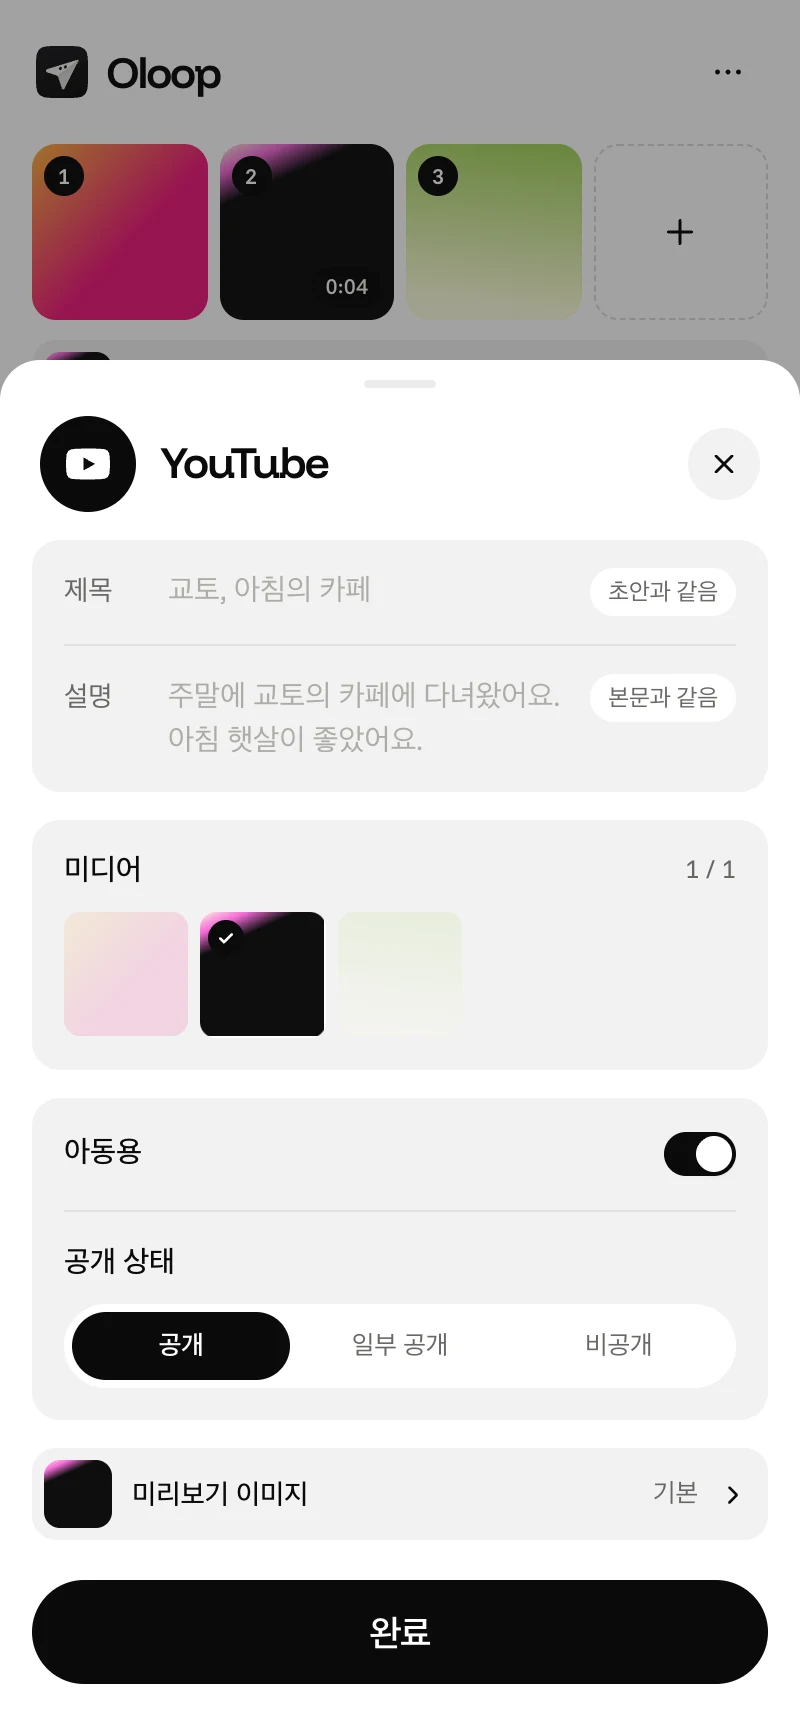 Oloop
1
2
0:04
3
YouTube
제목
교토, 아침의 카페
초안과 같음
설명
주말에 교토의 카페에 다녀왔어요.
아침 햇살이 좋았어요.
본문과 같음
미디어
1 / 1
아동용
공개 상태
공개
일부 공개
비공개
미리보기 이미지
기본
완료